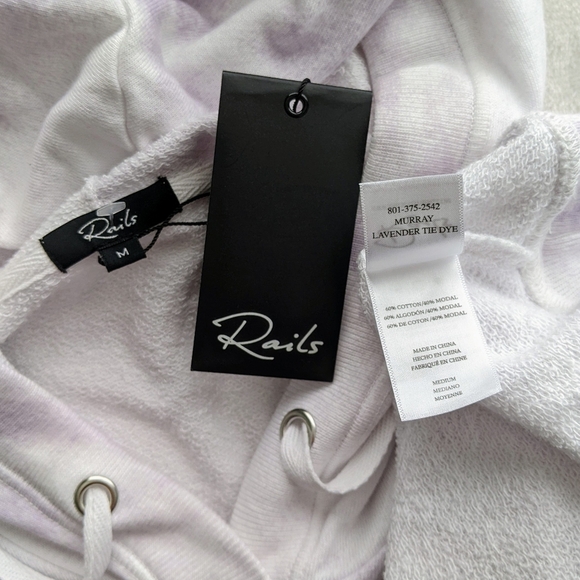 Rails
M
Rails
801-375-2542
MURRAY
LAVENDER TIE DYE
60% COTTON/40% MODAL
60% ALGODÓN/40% MODAL
60% DE COTON/40% MODAL
MADE IN CHINA
HECHO EN CHINA
FABRIQUÉ EN CHINE
MEDIUM
MEDIANO
MOYENNE